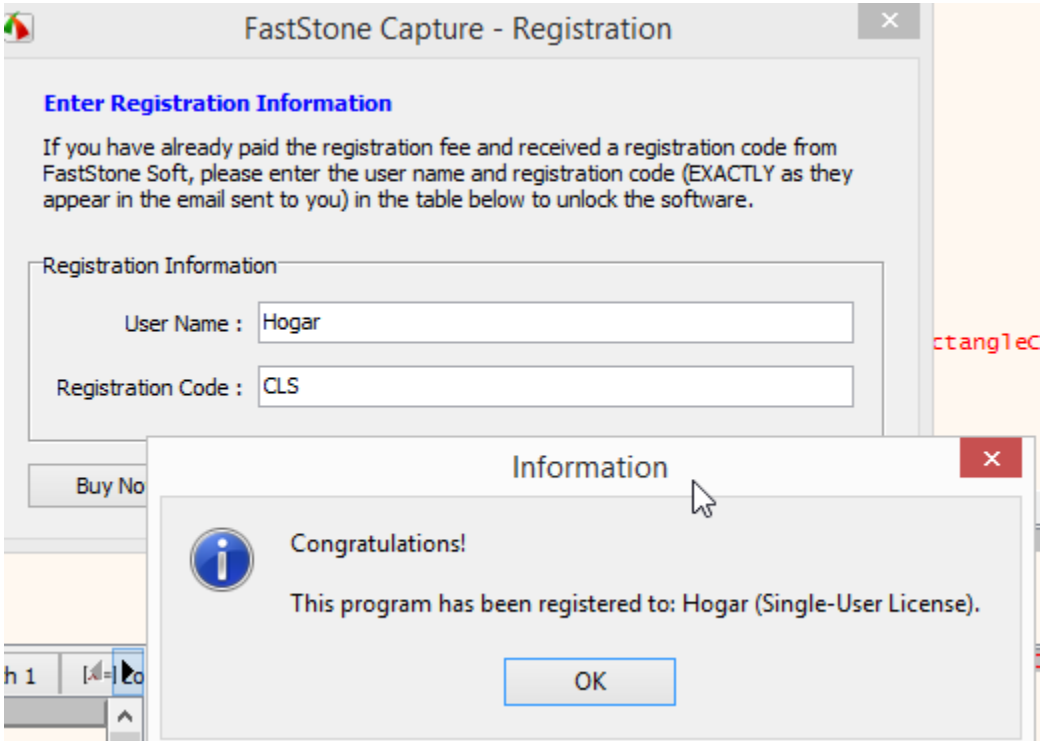 FastStone Capture - Registration
Enter Registration Information
If you have already paid the registration fee and received a registration code from
FastStone Soft, please enter the user name and registration code (EXACTLY as they
appear in the email sent to you) in the table below to unlock the software.
Registration Information
User Name : Hogar
ctangleC
Registration Code : CLS
Information
Buy No
Congratulations!
This program has been registered to: Hogar (Single-User License).
h 1
OK